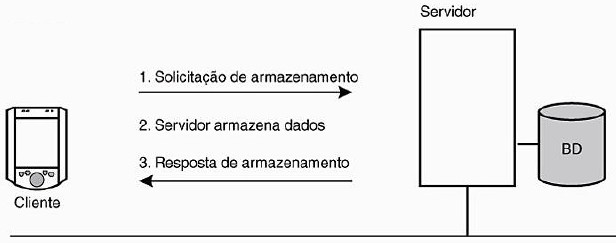 Servidor
1. Solicitação de armazenamento
2. Servidor armazena dados
3. Resposta de armazenamento
BD
Cliente